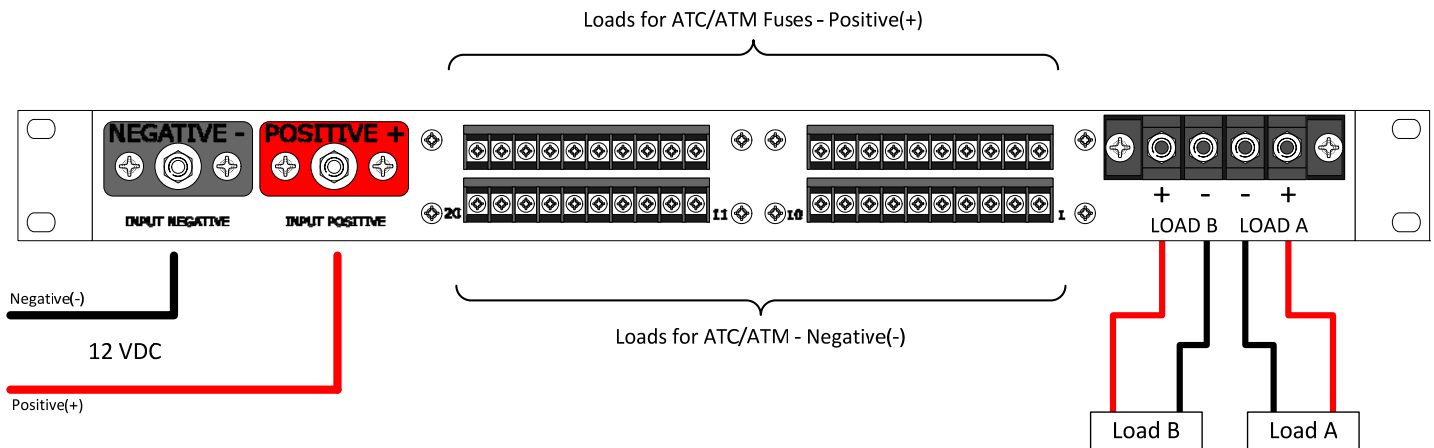 Loads for ATC/ATM Fuses - Positive(+)
NEGATIVE - POSITIVE +
INPUT NEGATIVE INPUT POSITIVE
20 11 10 1
+ - - +
LOAD B LOAD A
Negative(-)
12 VDC
Positive(+)
Loads for ATC/ATM - Negative(-)
Load B Load A